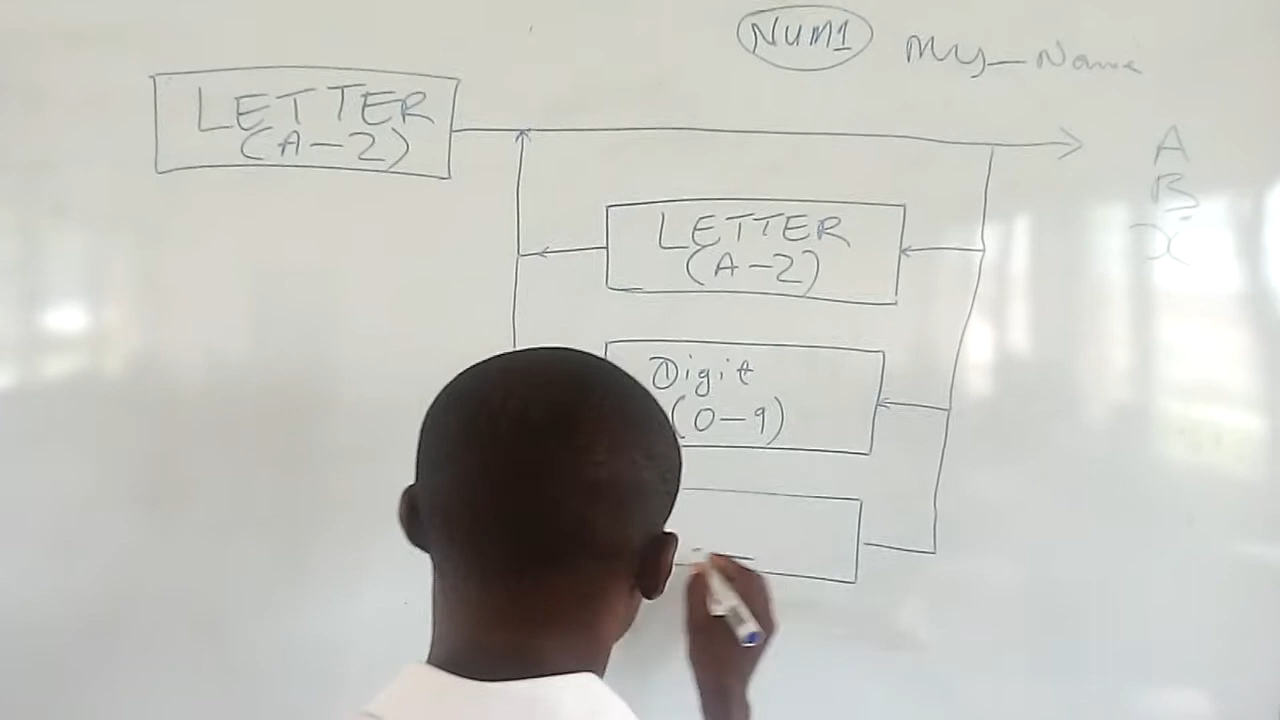 NUM1 My_Name
LETTER
(A-Z)
A
B
X
LETTER
(A-Z)
Digit
(0-9)
_